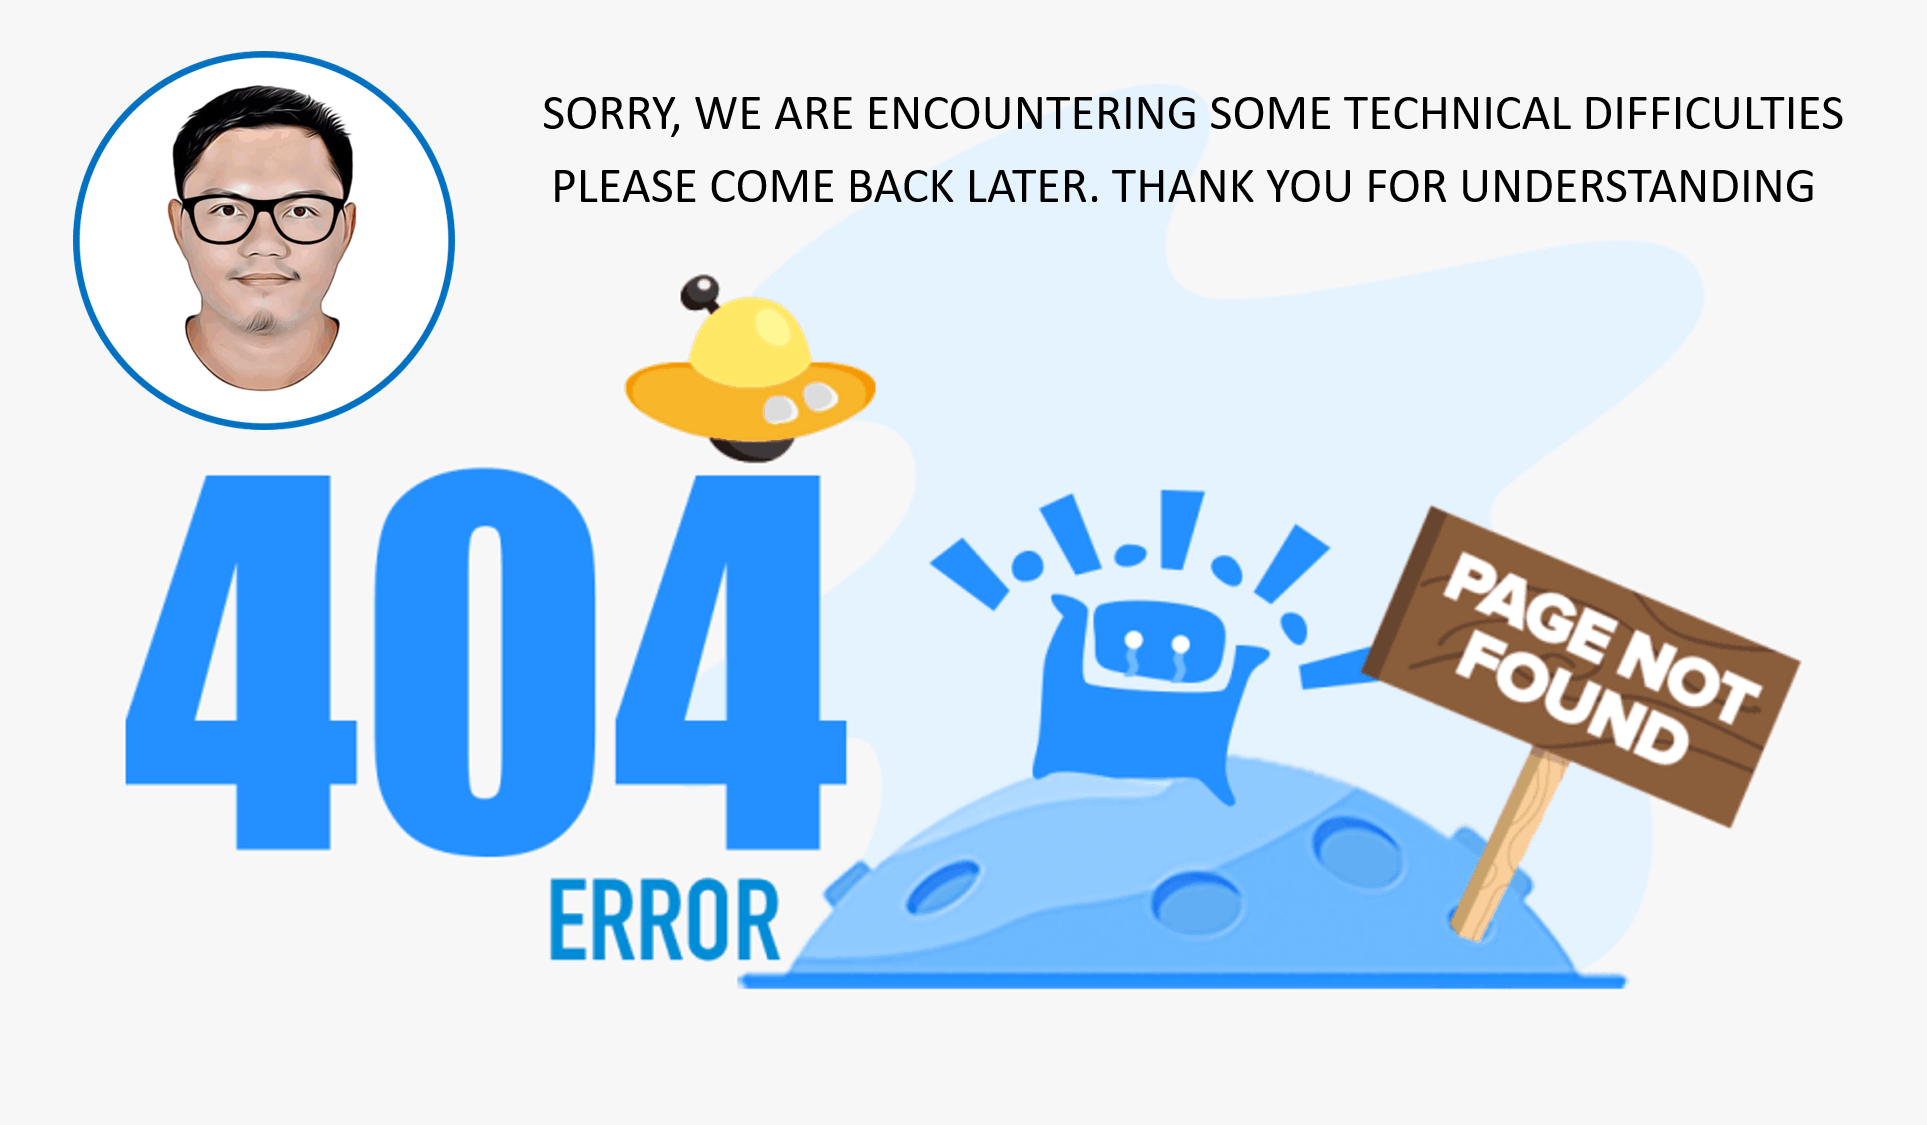 SORRY, WE ARE ENCOUNTERING SOME TECHNICAL DIFFICULTIES
PLEASE COME BACK LATER. THANK YOU FOR UNDERSTANDING
404
ERROR
PAGE NOT
FOUND